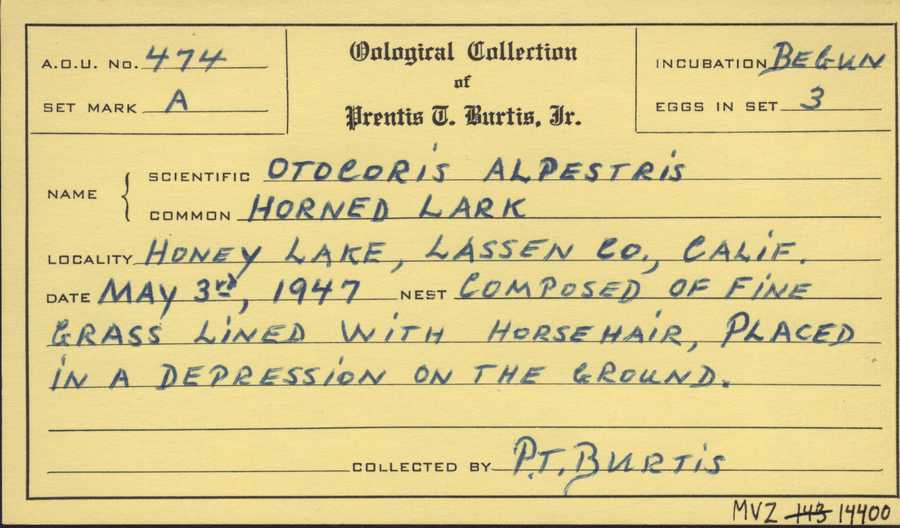 A.O.U. No. 474
SET MARK A
Oological Collection
of
Prentis T. Burtis, Jr.
INCUBATION BEGUN
EGGS IN SET 3
NAME
SCIENTIFIC OTOCORIS ALPESTRIS
COMMON HORNED LARK
LOCALITY HONEY LAKE, LASSEN CO., CALIF.
DATE MAY 3rd, 1947 NEST COMPOSED OF FINE
GRASS LINED WITH HORSEHAIR, PLACED
IN A DEPRESSION ON THE GROUND.
COLLECTED BY P.T. BURTIS
MVZ 143 14400